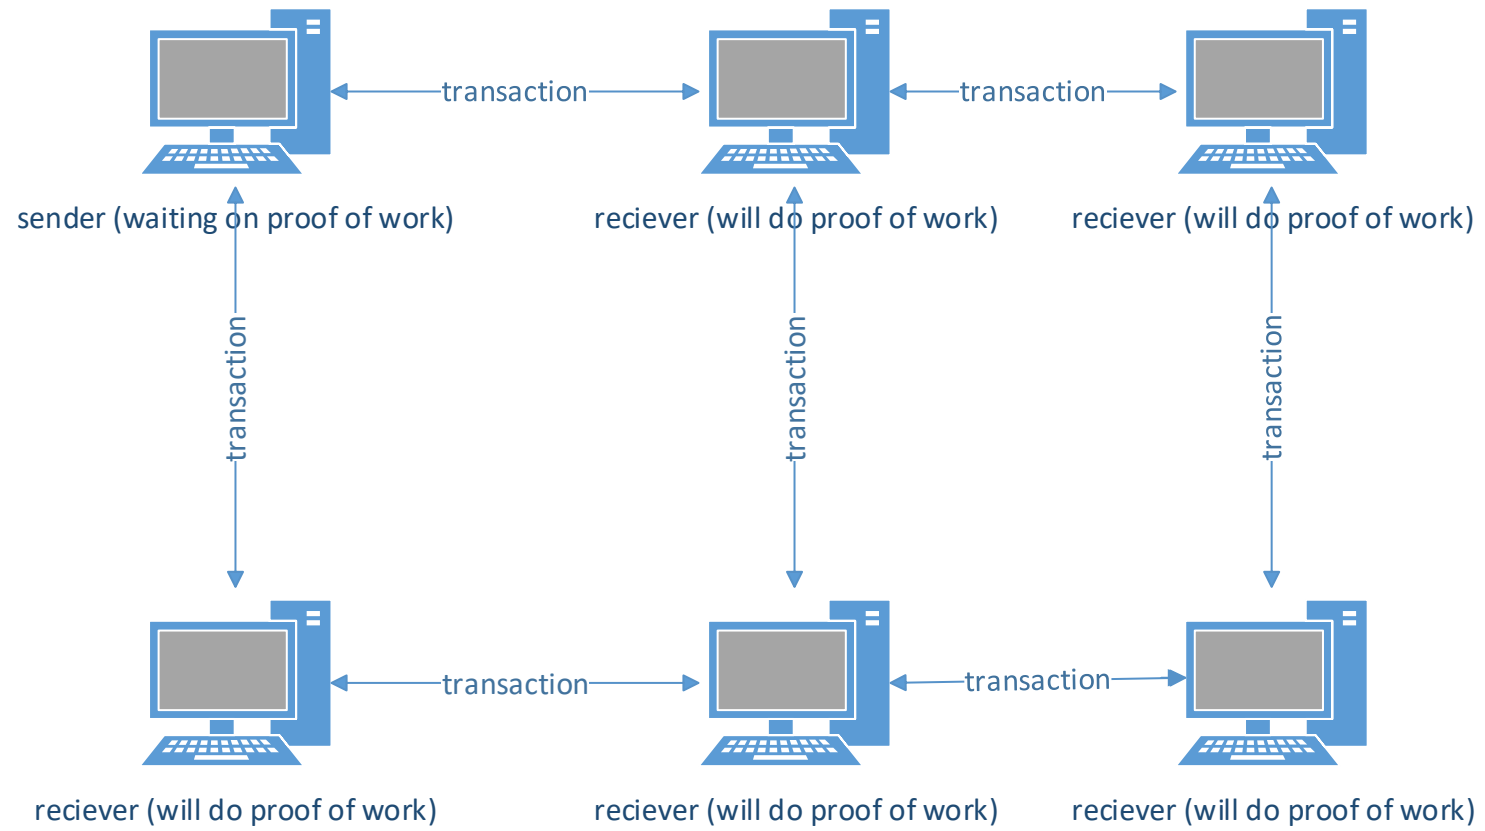 transaction
transaction
sender (waiting on proof of work)
reciever (will do proof of work)
reciever (will do proof of work)
transaction
transaction
transaction
transaction
transaction
reciever (will do proof of work)
reciever (will do proof of work)
reciever (will do proof of work)